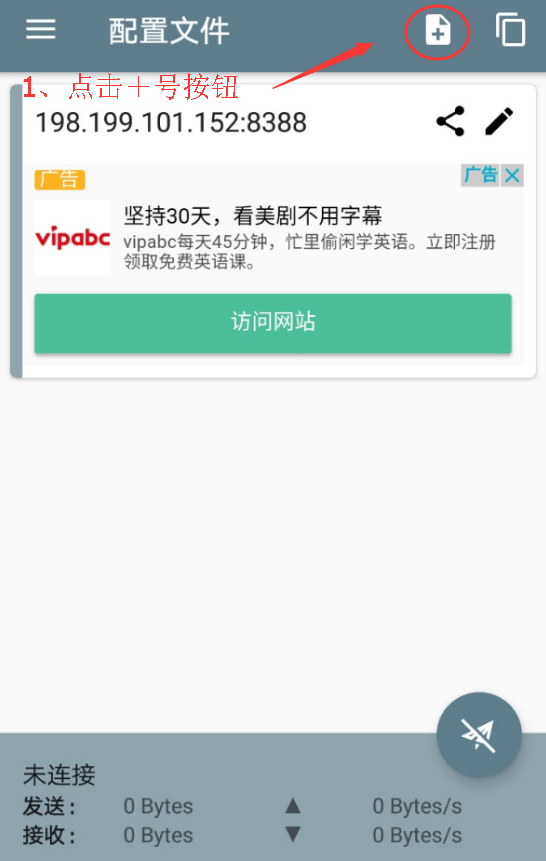 配置文件
1、点击＋号按钮
198.199.101.152:8388
广告
广告
坚持30天，看美剧不用字幕
vipabc
vipabc每天45分钟，忙里偷闲学英语。立即注册
领取免费英语课。
访问网站
未连接
发送： 0 Bytes ▲ 0 Bytes/s
接收： 0 Bytes ▼ 0 Bytes/s